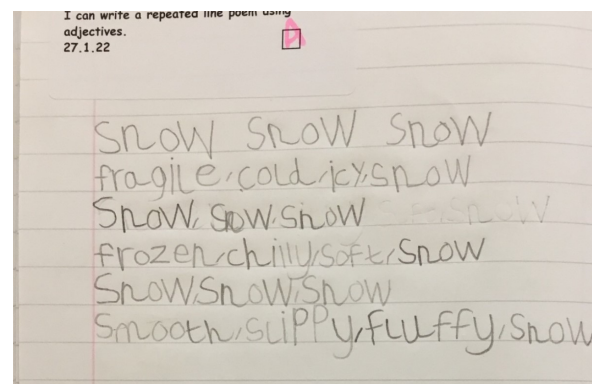 I can write a repeated line poem using
adjectives.
27.1.22
Snow Snow Snow
fragile, cold, icy, snow
Snow, sow, snow
frozen, chilly, soft, Snow
Snow, Snow, Snow
Smooth, slippy, fluffy, Snow